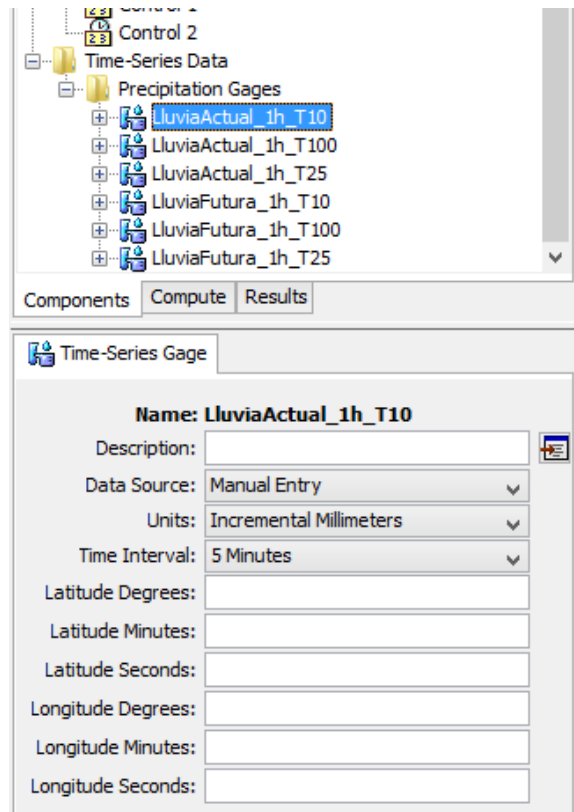 Control 1
Control 2
Time-Series Data
Precipitation Gages
LluviaActual_1h_T10
LluviaActual_1h_T100
LluviaActual_1h_T25
LluviaFutura_1h_T10
LluviaFutura_1h_T100
LluviaFutura_1h_T25
Components Compute Results
Time-Series Gage
Name: LluviaActual_1h_T10
Description:
Data Source: Manual Entry
Units: Incremental Millimeters
Time Interval: 5 Minutes
Latitude Degrees:
Latitude Minutes:
Latitude Seconds:
Longitude Degrees:
Longitude Minutes:
Longitude Seconds: